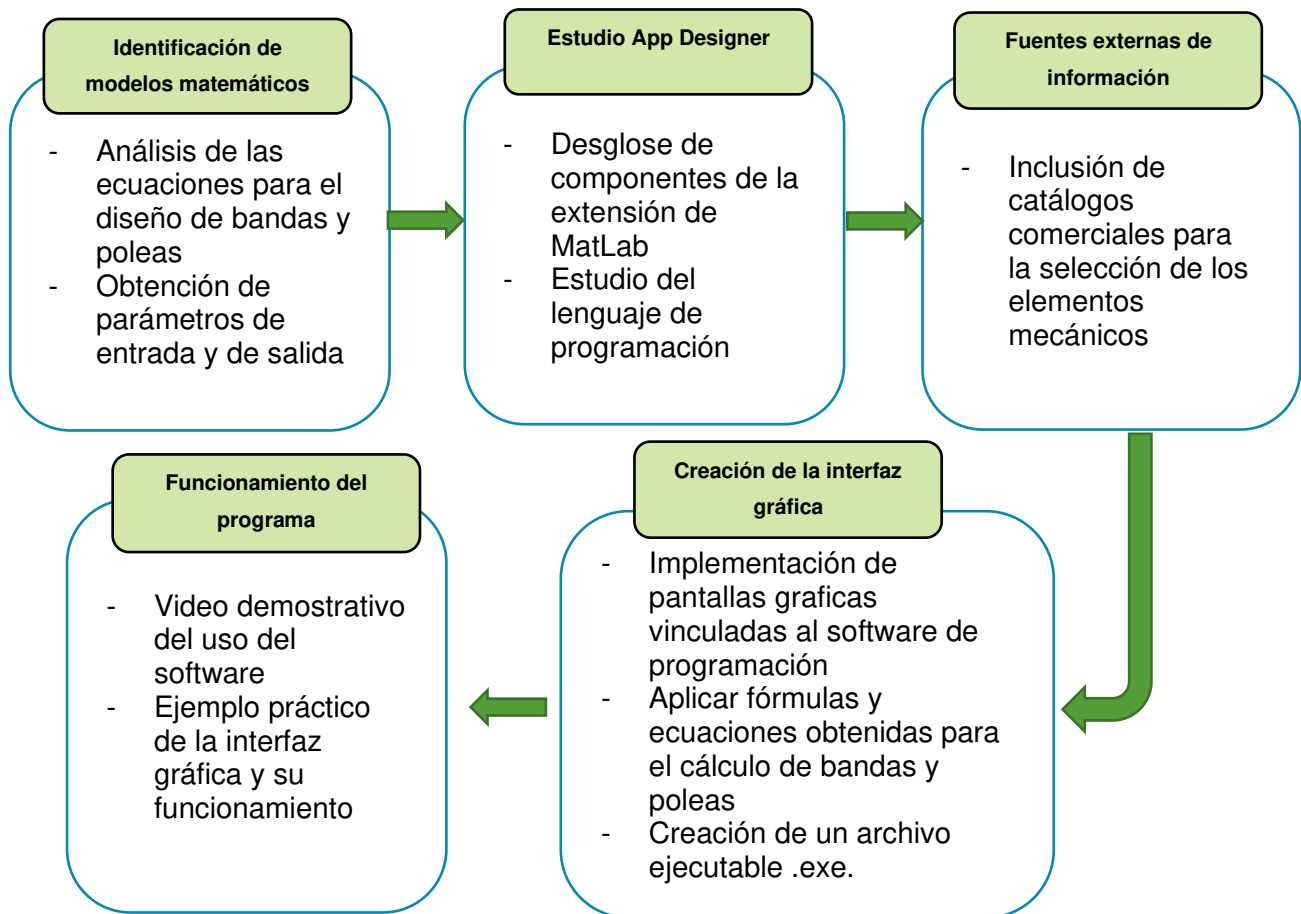 Identificación de
modelos matemáticos
- Análisis de las
ecuaciones para el
diseño de bandas y
poleas
- Obtención de
parámetros de
entrada y de salida
Estudio App Designer
- Desglose de
componentes de la
extensión de
MatLab
- Estudio del
lenguaje de
programación
Fuentes externas de
información
- Inclusión de
catálogos
comerciales para
la selección de los
elementos
mecánicos
Creación de la interfaz
gráfica
- Implementación de
pantallas graficas
vinculadas al software de
programación
- Aplicar fórmulas y
ecuaciones obtenidas para
el cálculo de bandas y
poleas
- Creación de un archivo
ejecutable .exe.
Funcionamiento del
programa
- Video demostrativo
del uso del
software
- Ejemplo práctico
de la interfaz
gráfica y su
funcionamiento